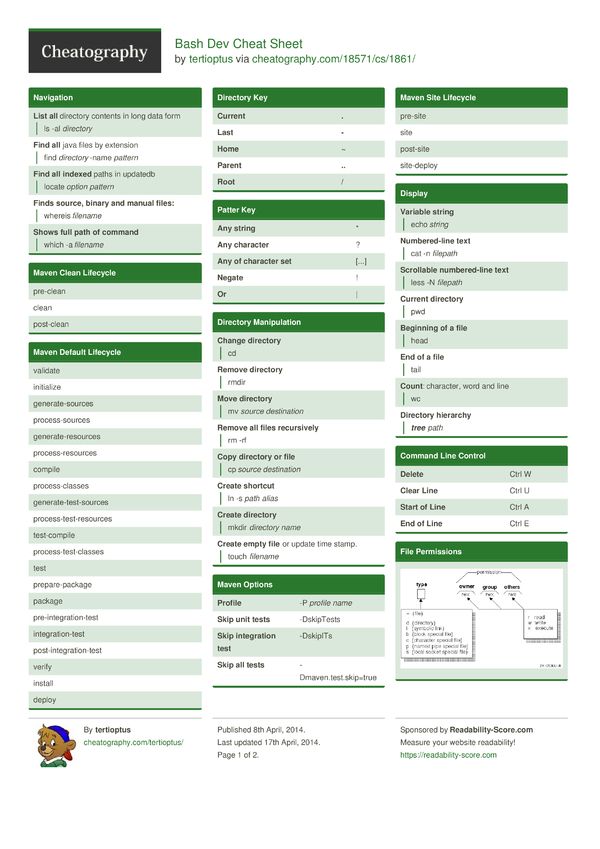 Cheatography
Bash Dev Cheat Sheet
by tertioptus via cheatography.com/18571/cs/1861/
Navigation
List all directory contents in long data form
ls -al directory
Find all java files by extension
find directory -name pattern
Find all indexed paths in updatedb
locate option pattern
Finds source, binary and manual files:
whereis filename
Shows full path of command
which -a filename
Maven Clean Lifecycle
pre-clean
clean
post-clean
Maven Default Lifecycle
validate
initialize
generate-sources
process-sources
generate-resources
process-resources
compile
process-classes
generate-test-sources
process-test-resources
test-compile
process-test-classes
test
prepare-package
package
pre-integration-test
integration-test
post-integration-test
verify
install
deploy
Directory Key
Current .
Last -
Home ~
Parent ..
Root /
Patter Key
Any string *
Any character ?
Any of character set [...]
Negate !
Or |
Directory Manipulation
Change directory
cd
Remove directory
rmdir
Move directory
mv source destination
Remove all files recursively
rm -rf
Copy directory or file
cp source destination
Create shortcut
ln -s path alias
Create directory
mkdir directory name
Create empty file or update time stamp.
touch filename
Maven Options
Profile -P profile name
Skip unit tests -DskipTests
Skip integration -DskipITs
test
Skip all tests -
Dmaven.test.skip=true
Maven Site Lifecycle
pre-site
site
post-site
site-deploy
Display
Variable string
echo string
Numbered-line text
cat -n filepath
Scrollable numbered-line text
less -N filepath
Current directory
pwd
Beginning of a file
head
End of a file
tail
Count: character, word and line
wc
Directory hierarchy
tree path
Command Line Control
Delete Ctrl W
Clear Line Ctrl U
Start of Line Ctrl A
End of Line Ctrl E
File Permissions
permission
type owner group others
rwx rwx rwx
- (file)
d (directory)
l (symbolic link)
b (block special file)
c (character special file)
p (named pipe special file)
s (local socket special file)
r read
w write
x execute
By tertioptus
cheatography.com/tertioptus/
Published 8th April, 2014.
Last updated 17th April, 2014.
Page 1 of 2.
Sponsored by Readability-Score.com
Measure your website readability!
https://readability-score.com